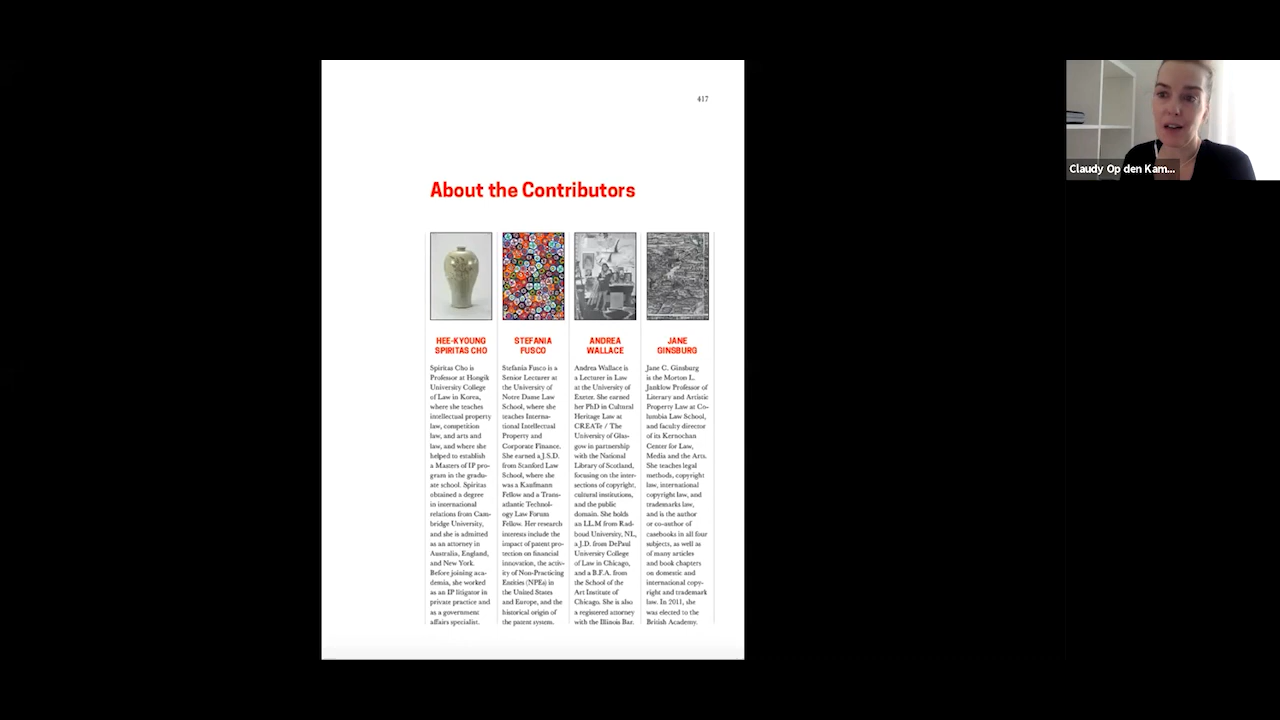 417
About the Contributors
HEE-KYOUNG
SPIRITAS CHO
Spiritas Cho is
Professor at Hongik
University College
of Law in Korea,
where she teaches
intellectual property
law, competition
law, and arts and
law, and where she
helped to establish
a Masters of IP pro-
gram in the gradu-
ate school. Spiritas
obtained a degree
in international
relations from Cam-
bridge University,
and she is admitted
as an attorney in
Australia, England,
and New York.
Before joining aca-
demia, she worked
as an IP litigator in
private practice and
as a government
affairs specialist.
STEFANIA
FUSCO
Stefania Fusco is a
Senior Lecturer at
the University of
Notre Dame Law
School, where she
teaches Interna-
tional Intellectual
Property and
Corporate Finance.
She earned a J.S.D.
from Stanford Law
School, where she
was a Kaufmann
Fellow and a Trans-
atlantic Technol-
ogy Law Forum
Fellow. Her research
interests include the
impact of patent pro-
tection on financial
innovation, the activ-
ity of Non-Practicing
Entities (NPEs) in
the United States
and Europe, and the
historical origin of
the patent system.
ANDREA
WALLACE
Andrea Wallace is
a Lecturer in Law
at the University of
Exeter. She earned
her PhD in Cultural
Heritage Law at
CREATe / The
University of Glas-
gow in partnership
with the National
Library of Scotland,
focusing on the inter-
sections of copyright,
cultural institutions,
and the public
domain. She holds
an LL.M from Rad-
boud University, NL,
a J.D. from DePaul
University College
of Law in Chicago,
and a B.F.A. from
the School of the
Art Institute of
Chicago. She is also
a registered attorney
with the Illinois Bar.
JANE
GINSBURG
Jane C. Ginsburg
is the Morton L.
Janklow Professor of
Literary and Artistic
Property Law at Co-
lumbia Law School,
and faculty director
of its Kernochan
Center for Law,
Media and the Arts.
She teaches legal
methods, copyright
law, international
copyright law, and
trademarks law,
and is the author
or co-author of
casebooks in all four
subjects, as well as
of many articles
and book chapters
on domestic and
international copy-
right and trademark
law. In 2011, she
was elected to the
British Academy.
Claudy Op den Kam...